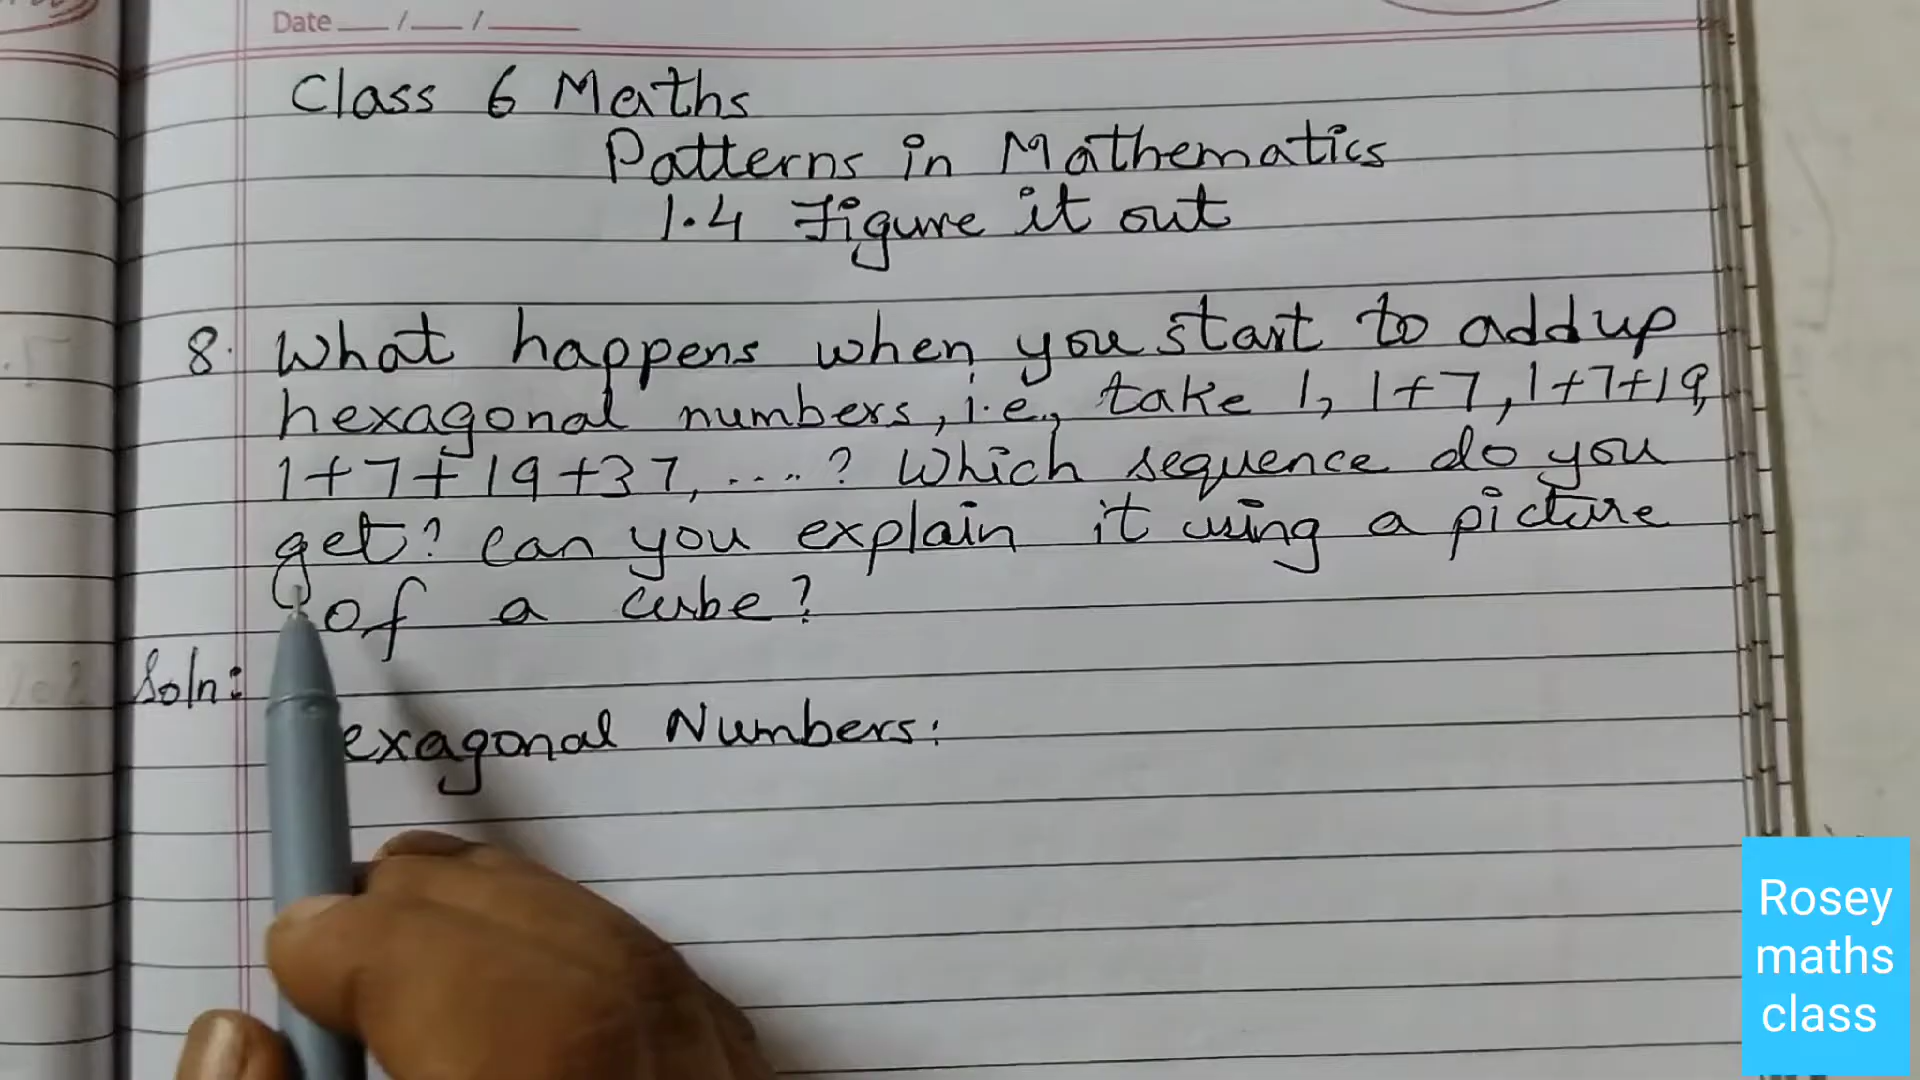 Date ___ / ___ / _____
Class 6 Maths
Patterns in Mathematics
1.4 Figure it out
8. What happens when you start to add up
hexagonal numbers, i.e., take 1, 1+7, 1+7+19,
1+7+19+37, ....? Which sequence do you
get? Can you explain it using a picture
of a cube?
Soln:
exagonal Numbers:
Rosey
maths
class